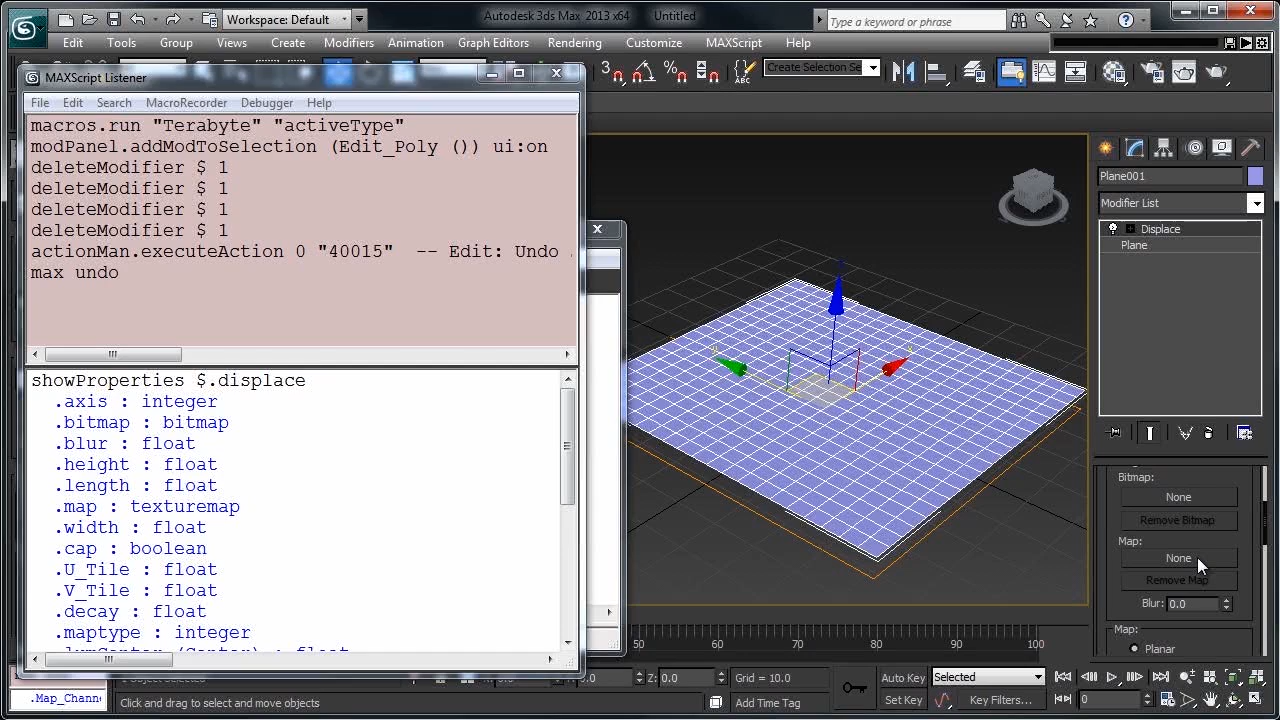 Workspace: Default
Autodesk 3ds Max 2013 x64 Untitled
Type a keyword or phrase
Edit Tools Group Views Create Modifiers Animation Graph Editors Rendering Customize MAXScript Help
Create Selection Se
MAXScript Listener
File Edit Search MacroRecorder Debugger Help
macros.run "Terabyte" "activeType"
modPanel.addModToSelection (Edit_Poly ()) ui:on
deleteModifier $ 1
deleteModifier $ 1
deleteModifier $ 1
deleteModifier $ 1
actionMan.executeAction 0 "40015" -- Edit: Undo
max undo
showProperties $.displace
.axis : integer
.bitmap : bitmap
.blur : float
.height : float
.length : float
.map : texturemap
.width : float
.cap : boolean
.U_Tile : float
.V_Tile : float
.decay : float
.maptype : integer
.lumCenter (Center) : float
Plane001
Modifier List
Displace
Plane
Bitmap:
None
Remove Bitmap
Map:
None
Remove Map
Blur: 0.0
Map:
Planar
50 60 70 80 90 100
Z: 0.0
Grid = 10.0
Auto Key
Selected
.Map_Channe
Click and drag to select and move objects
Add Time Tag
Set Key
Key Filters...
0